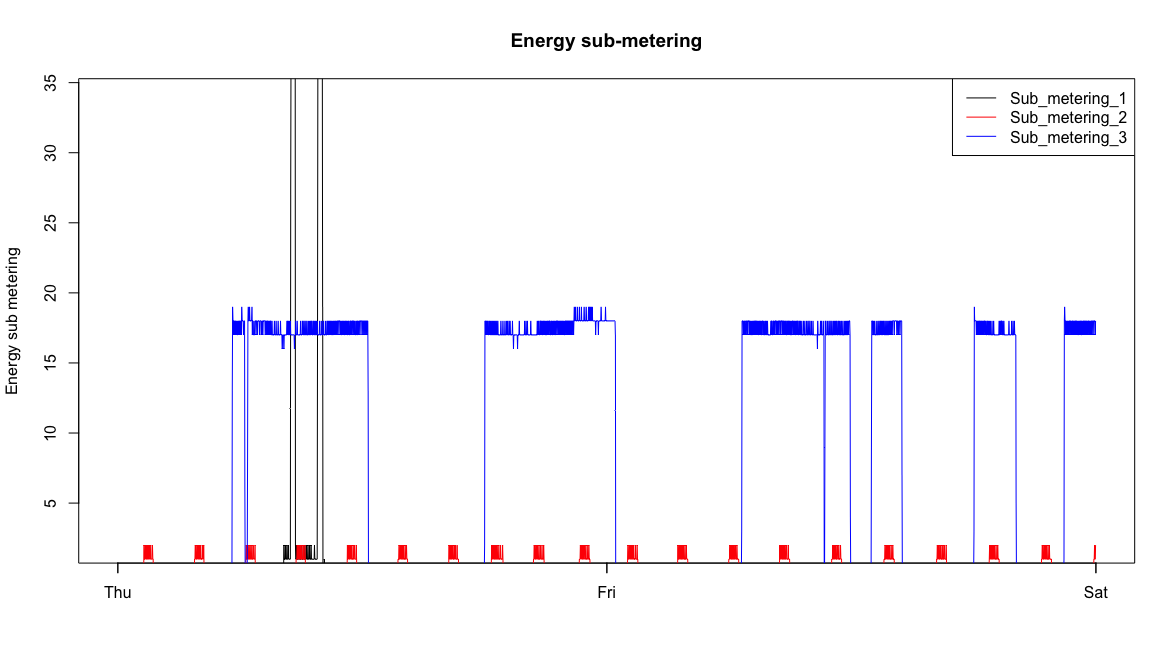 Energy sub-metering
Energy sub metering
35
30
25
20
15
10
5
Sub_metering_1
Sub_metering_2
Sub_metering_3
Thu
Fri
Sat